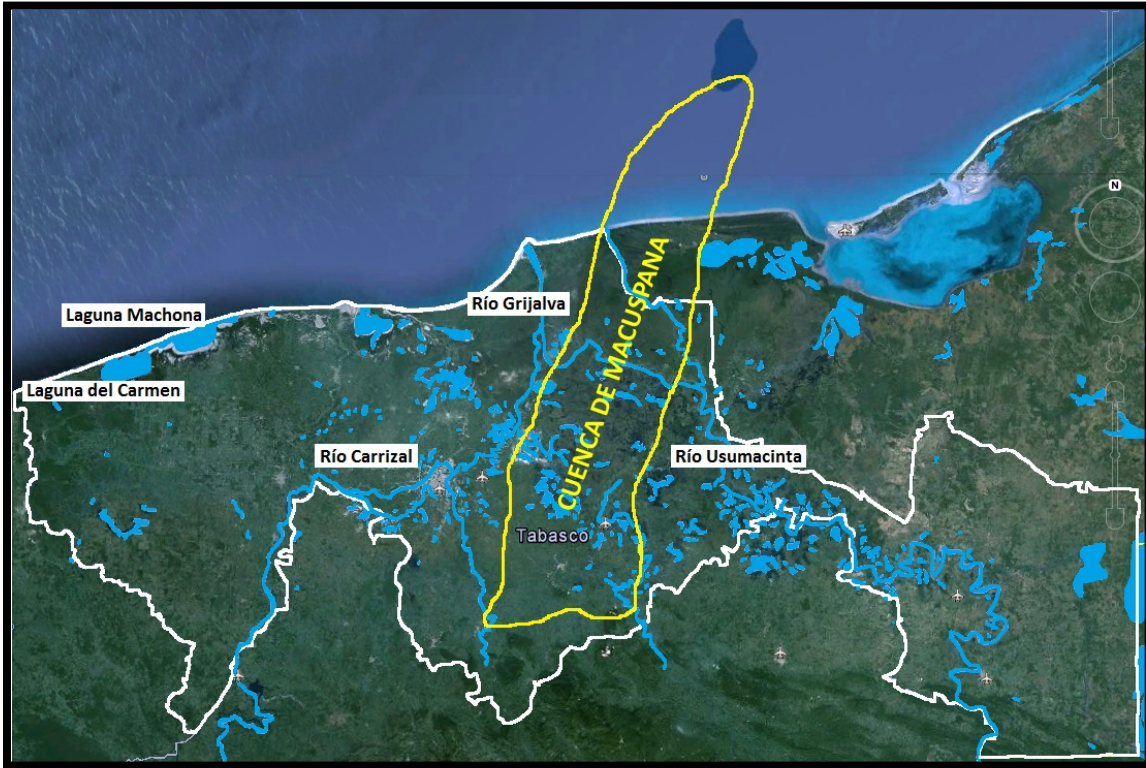 N
Río Grijalva
Laguna Machona
Laguna del Carmen
CUENCA DE MACUSPANA
Río Carrizal
Río Usumacinta
Tabasco